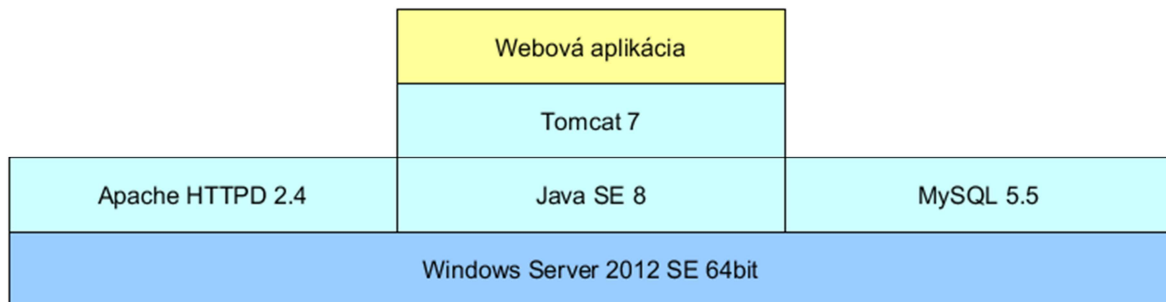 Webová aplikácia
Tomcat 7
Apache HTTPD 2.4
Java SE 8
MySQL 5.5
Windows Server 2012 SE 64bit